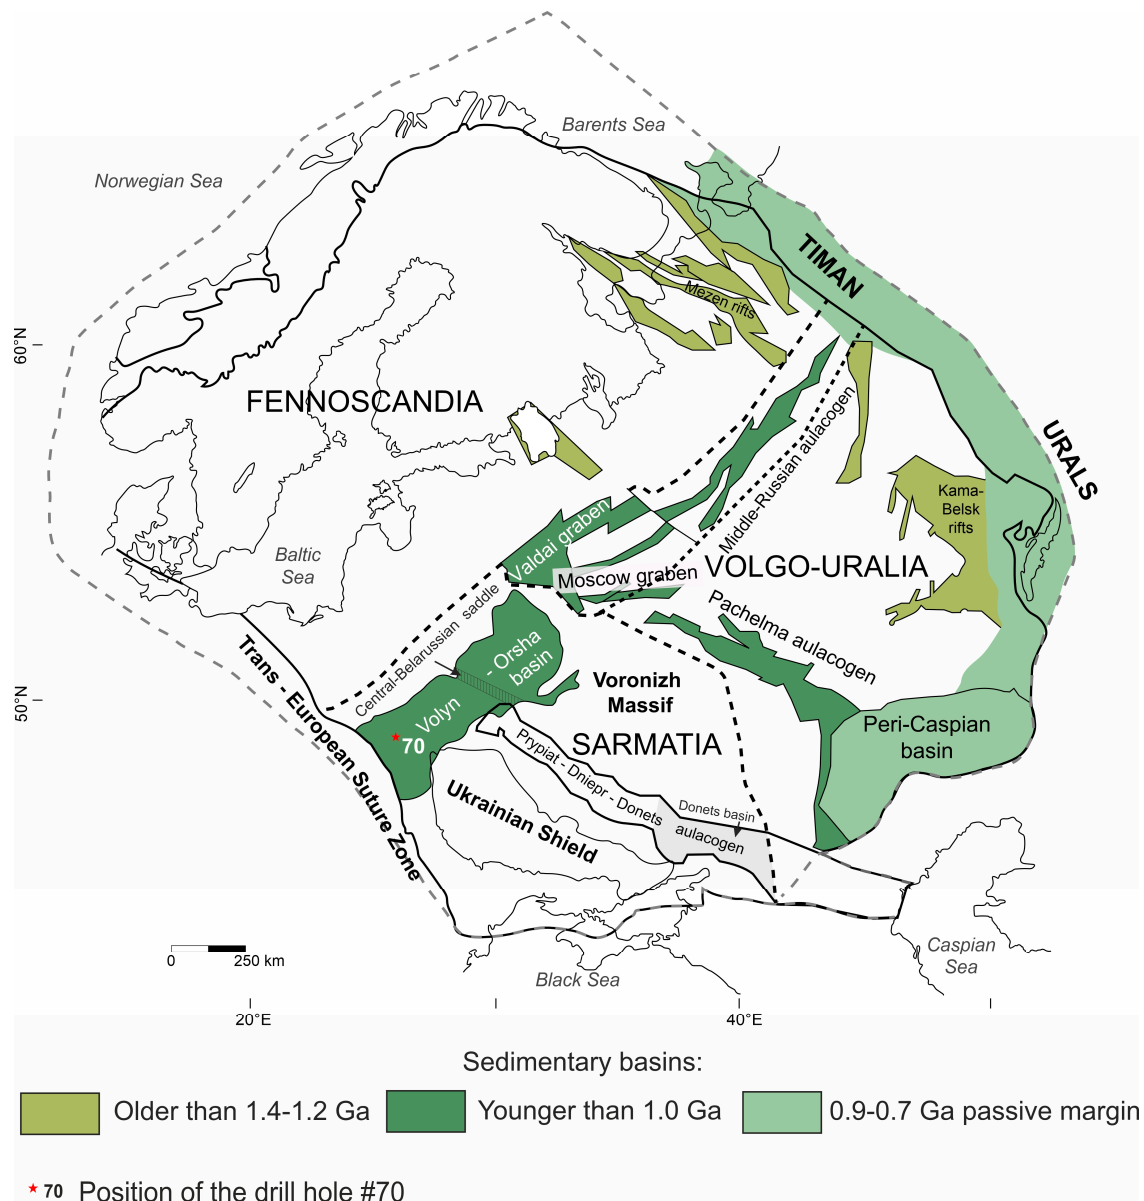 Barents Sea
Norwegian Sea
TIMAN
Mezen rifts
60°N
FENNOSCANDIA
Middle-Russian aulacogen
URALS
Kama-
Belsk
rifts
Valdai graben
Baltic
Sea
Moscow graben
VOLGO-URALIA
Central-Belarussian saddle
Pachelma aulacogen
- Orsha
basin
Trans - European Suture Zone
Voronizh
Massif
50°N
Volyn
70
SARMATIA
Peri-Caspian
basin
Prypiat - Dniepr - Donets
aulacogen
Donets basin
Ukrainian Shield
0
250 km
Caspian
Sea
Black Sea
20°E
40°E
Sedimentary basins:
Older than 1.4-1.2 Ga
Younger than 1.0 Ga
0.9-0.7 Ga passive margin
70 Position of the drill hole #70